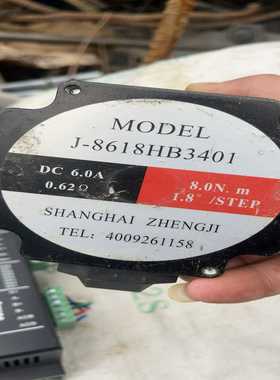 MODEL
J-8618HB3401
DC 6.0A
0.62Ω
8.0N. m
1.8° /STEP
SHANGHAI ZHENGJI
TEL: 4009261158